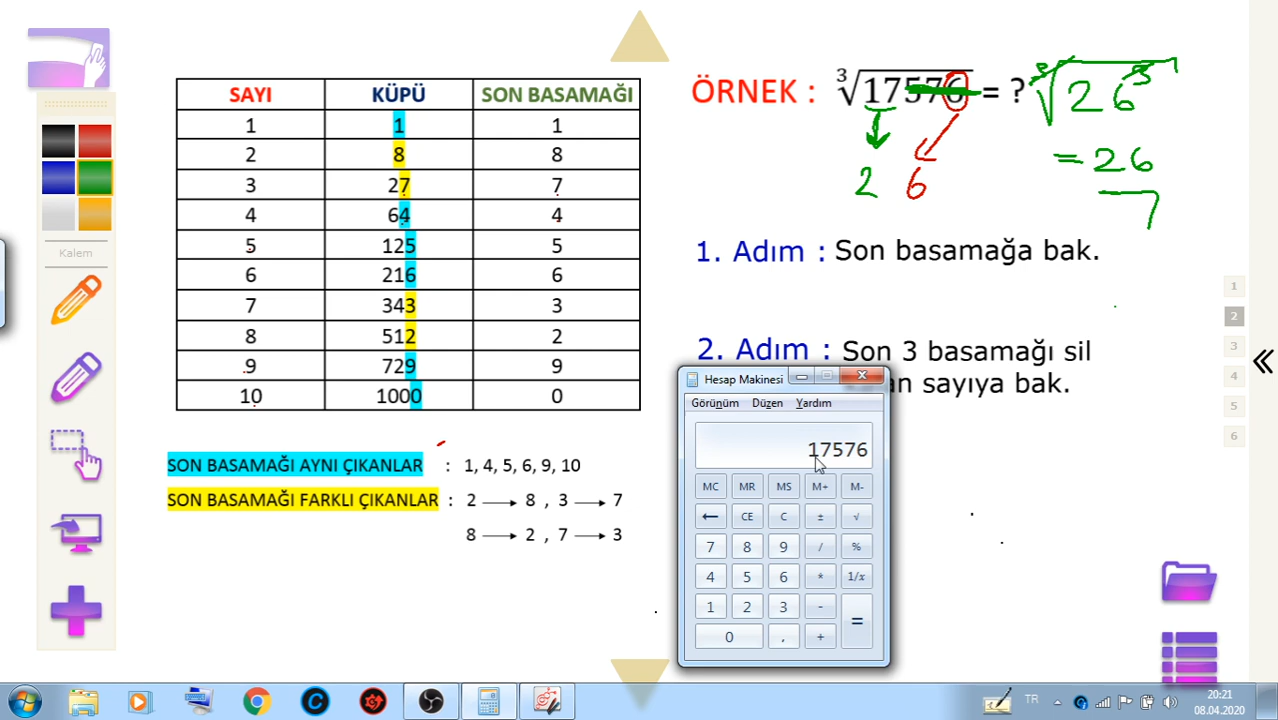 SAYI KÜPÜ SON BASAMAĞI
1 1 1
2 8 8
3 27 7
4 64 4
5 125 5
6 216 6
7 343 3
8 512 2
9 729 9
10 1000 0
SON BASAMAĞI AYNI ÇIKANLAR : 1, 4, 5, 6, 9, 10
SON BASAMAĞI FARKLI ÇIKANLAR : 2 → 8 , 3 → 7
8 → 2 , 7 → 3
ÖRNEK : ³√17576 = ? ³√26³
= 26
2 6
1. Adım : Son basamağa bak.
2. Adım : Son 3 basamağı sil
an sayıya bak.
Hesap Makinesi
Görünüm Düzen Yardım
17576
MC MR MS M+ M-
← CE C ± √
7 8 9 / %
4 5 6 * 1/x
1 2 3 - =
0 , +
Kalem
1
2
3
4
5
6
TR
20:21
08.04.2020